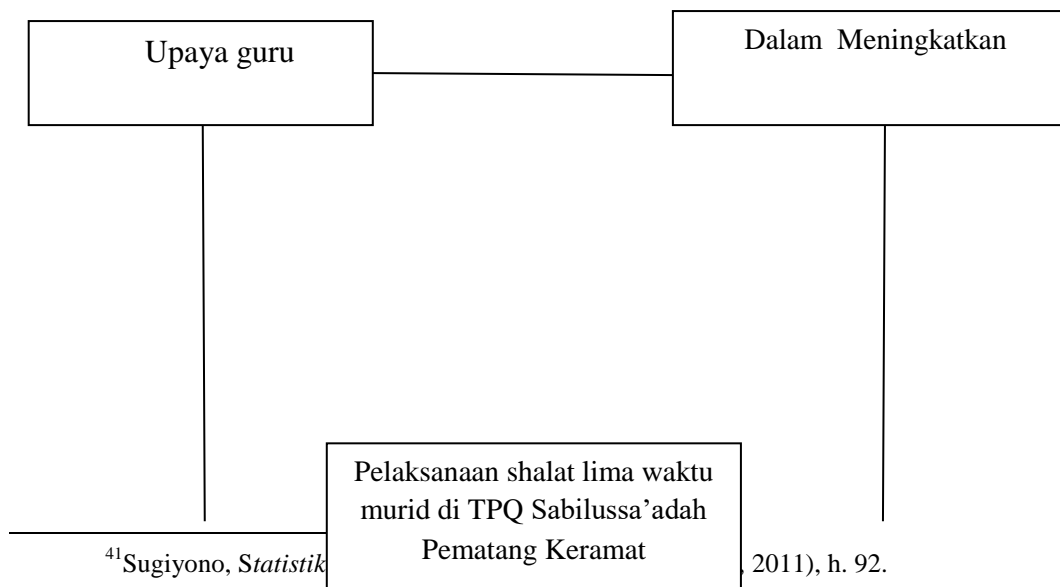 Upaya guru
Dalam Meningkatkan
Pelaksanaan shalat lima waktu
murid di TPQ Sabilussa’adah
Pematang Keramat
41Sugiyono, Statistik , 2011), h. 92.